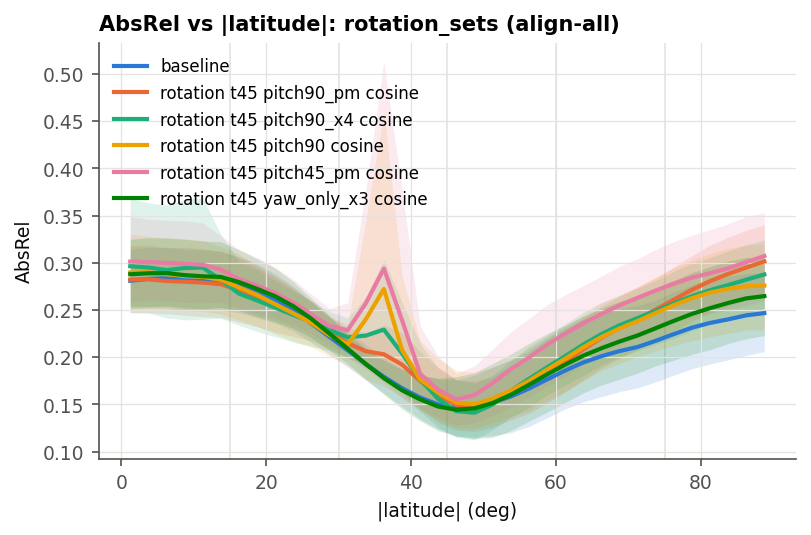 AbsRel vs |latitude|: rotation_sets (align-all)
baseline
rotation t45 pitch90_pm cosine
rotation t45 pitch90_x4 cosine
rotation t45 pitch90 cosine
rotation t45 pitch45_pm cosine
rotation t45 yaw_only_x3 cosine
AbsRel
0.50
0.45
0.40
0.35
0.30
0.25
0.20
0.15
0.10
0 20 40 60 80
|latitude| (deg)